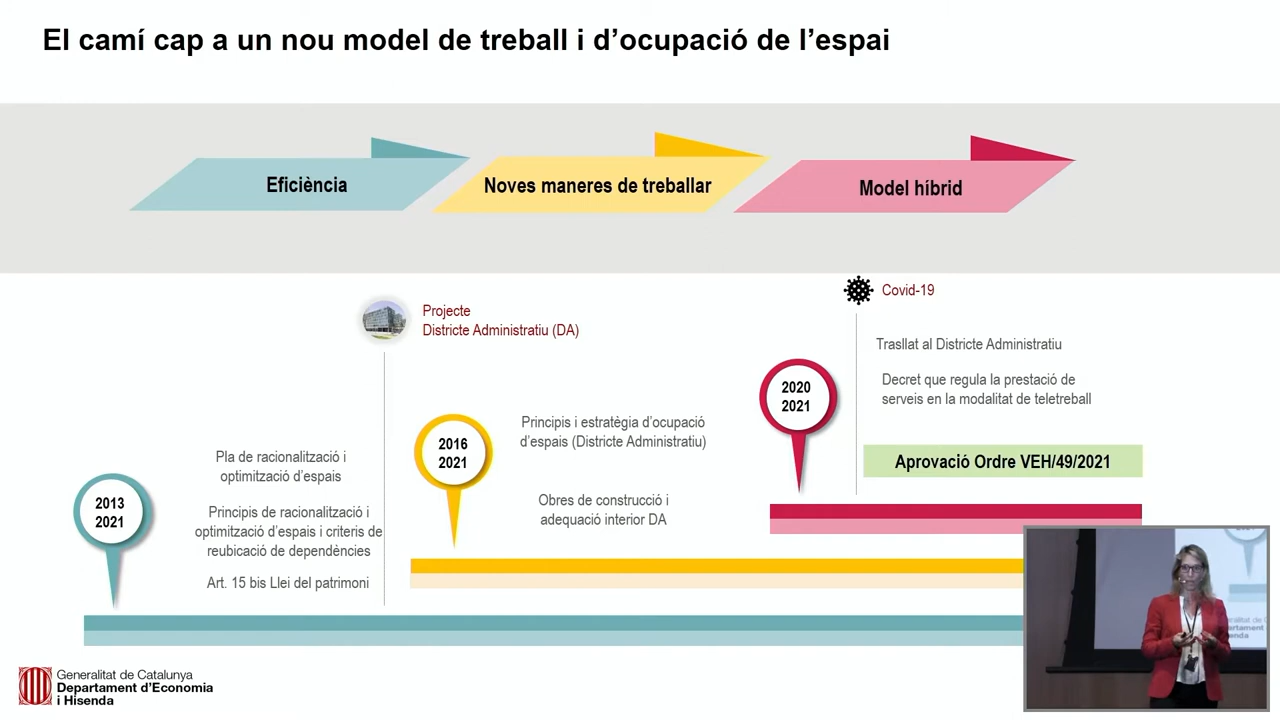 El camí cap a un nou model de treball i d’ocupació de l’espai
Eficiència
Noves maneres de treballar
Model híbrid
Covid-19
Projecte
Districte Administratiu (DA)
Trasllat al Districte Administratiu
Decret que regula la prestació de
serveis en la modalitat de teletreball
2020
2021
Aprovació Ordre VEH/49/2021
2016
2021
Principis i estratègia d’ocupació
d’espais (Districte Administratiu)
Obres de construcció i
adequació interior DA
2013
2021
Pla de racionalització i
optimització d’espais
Principis de racionalització i
optimització d’espais i criteris de
reubicació de dependències
Art. 15 bis Llei del patrimoni
Generalitat de Catalunya
Departament d’Economia
i Hisenda